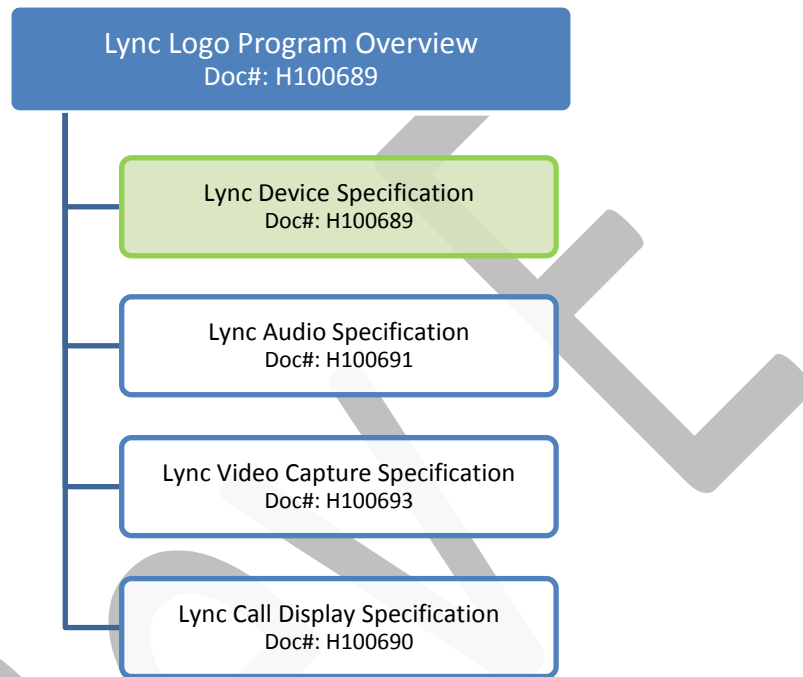 Lync Logo Program Overview
Doc#: H100689
Lync Device Specification
Doc#: H100689
Lync Audio Specification
Doc#: H100691
Lync Video Capture Specification
Doc#: H100693
Lync Call Display Specification
Doc#: H100690